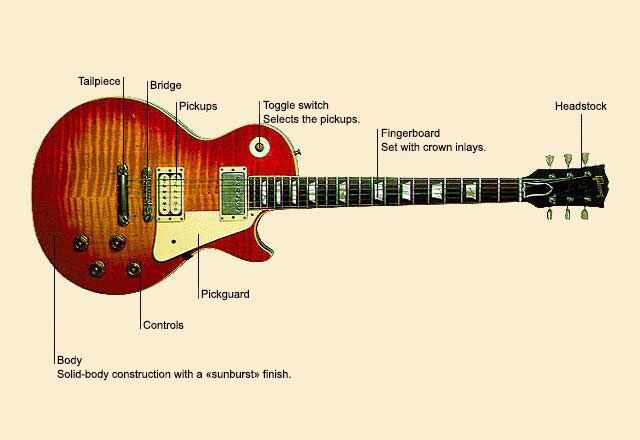 Tailpiece
Bridge
Pickups
Toggle switch
Selects the pickups.
Headstock
Fingerboard
Set with crown inlays.
Pickguard
Controls
Body
Solid-body construction with a «sunburst» finish.